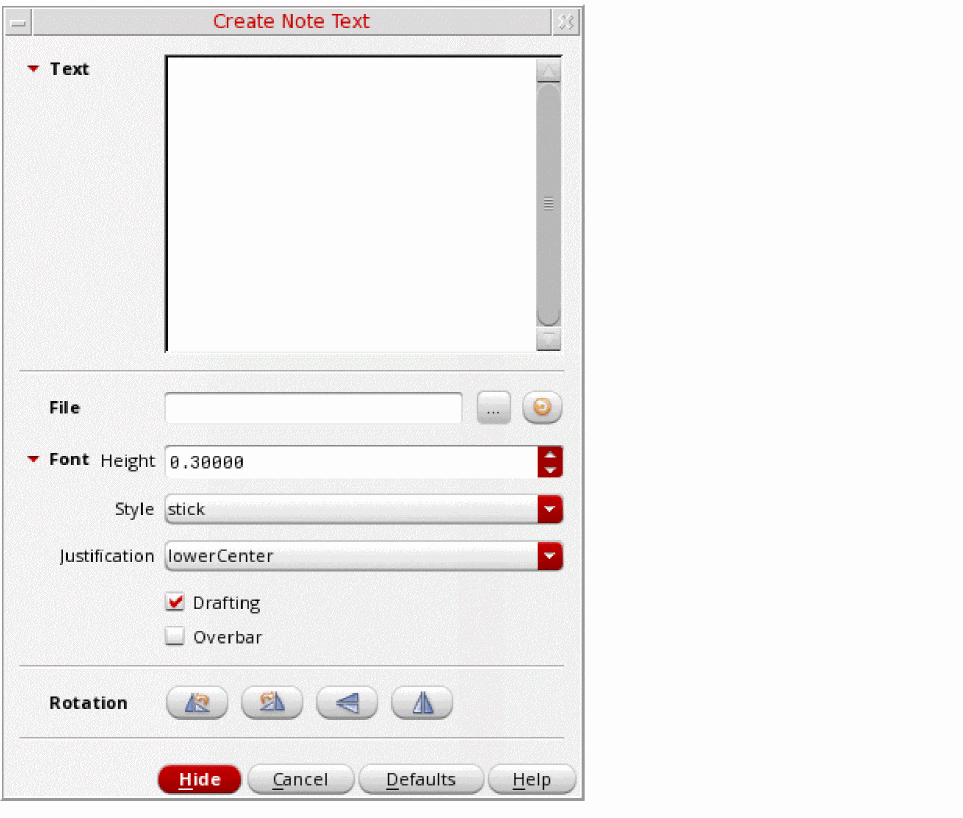 Create Note Text
Text
File ...
Font Height 0.30000
Style stick
Justification lowerCenter
Drafting
Overbar
Rotation
Hide Cancel Defaults Help